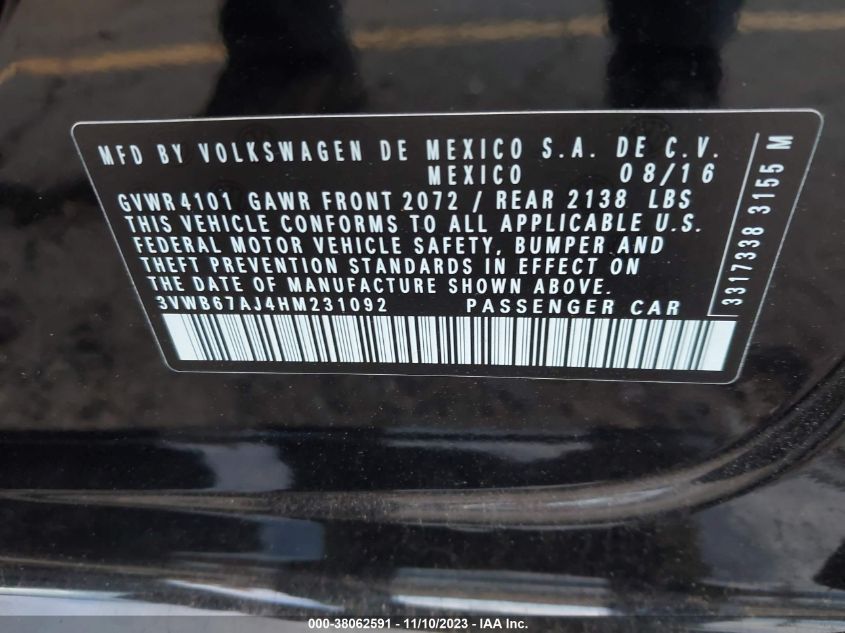 MFD BY VOLKSWAGEN DE MEXICO S.A. DE C.V.
MEXICO 08/16
GVWR 4101 GAWR FRONT 2072 / REAR 2138 LBS
THIS VEHICLE CONFORMS TO ALL APPLICABLE U.S.
FEDERAL MOTOR VEHICLE SAFETY, BUMPER AND
THEFT PREVENTION STANDARDS IN EFFECT ON
THE DATE OF MANUFACTURE SHOWN ABOVE.
3VWB67AJ4HM231092 PASSENGER CAR
3317338 3155 M
000-38062591 - 11/10/2023 - IAA Inc.